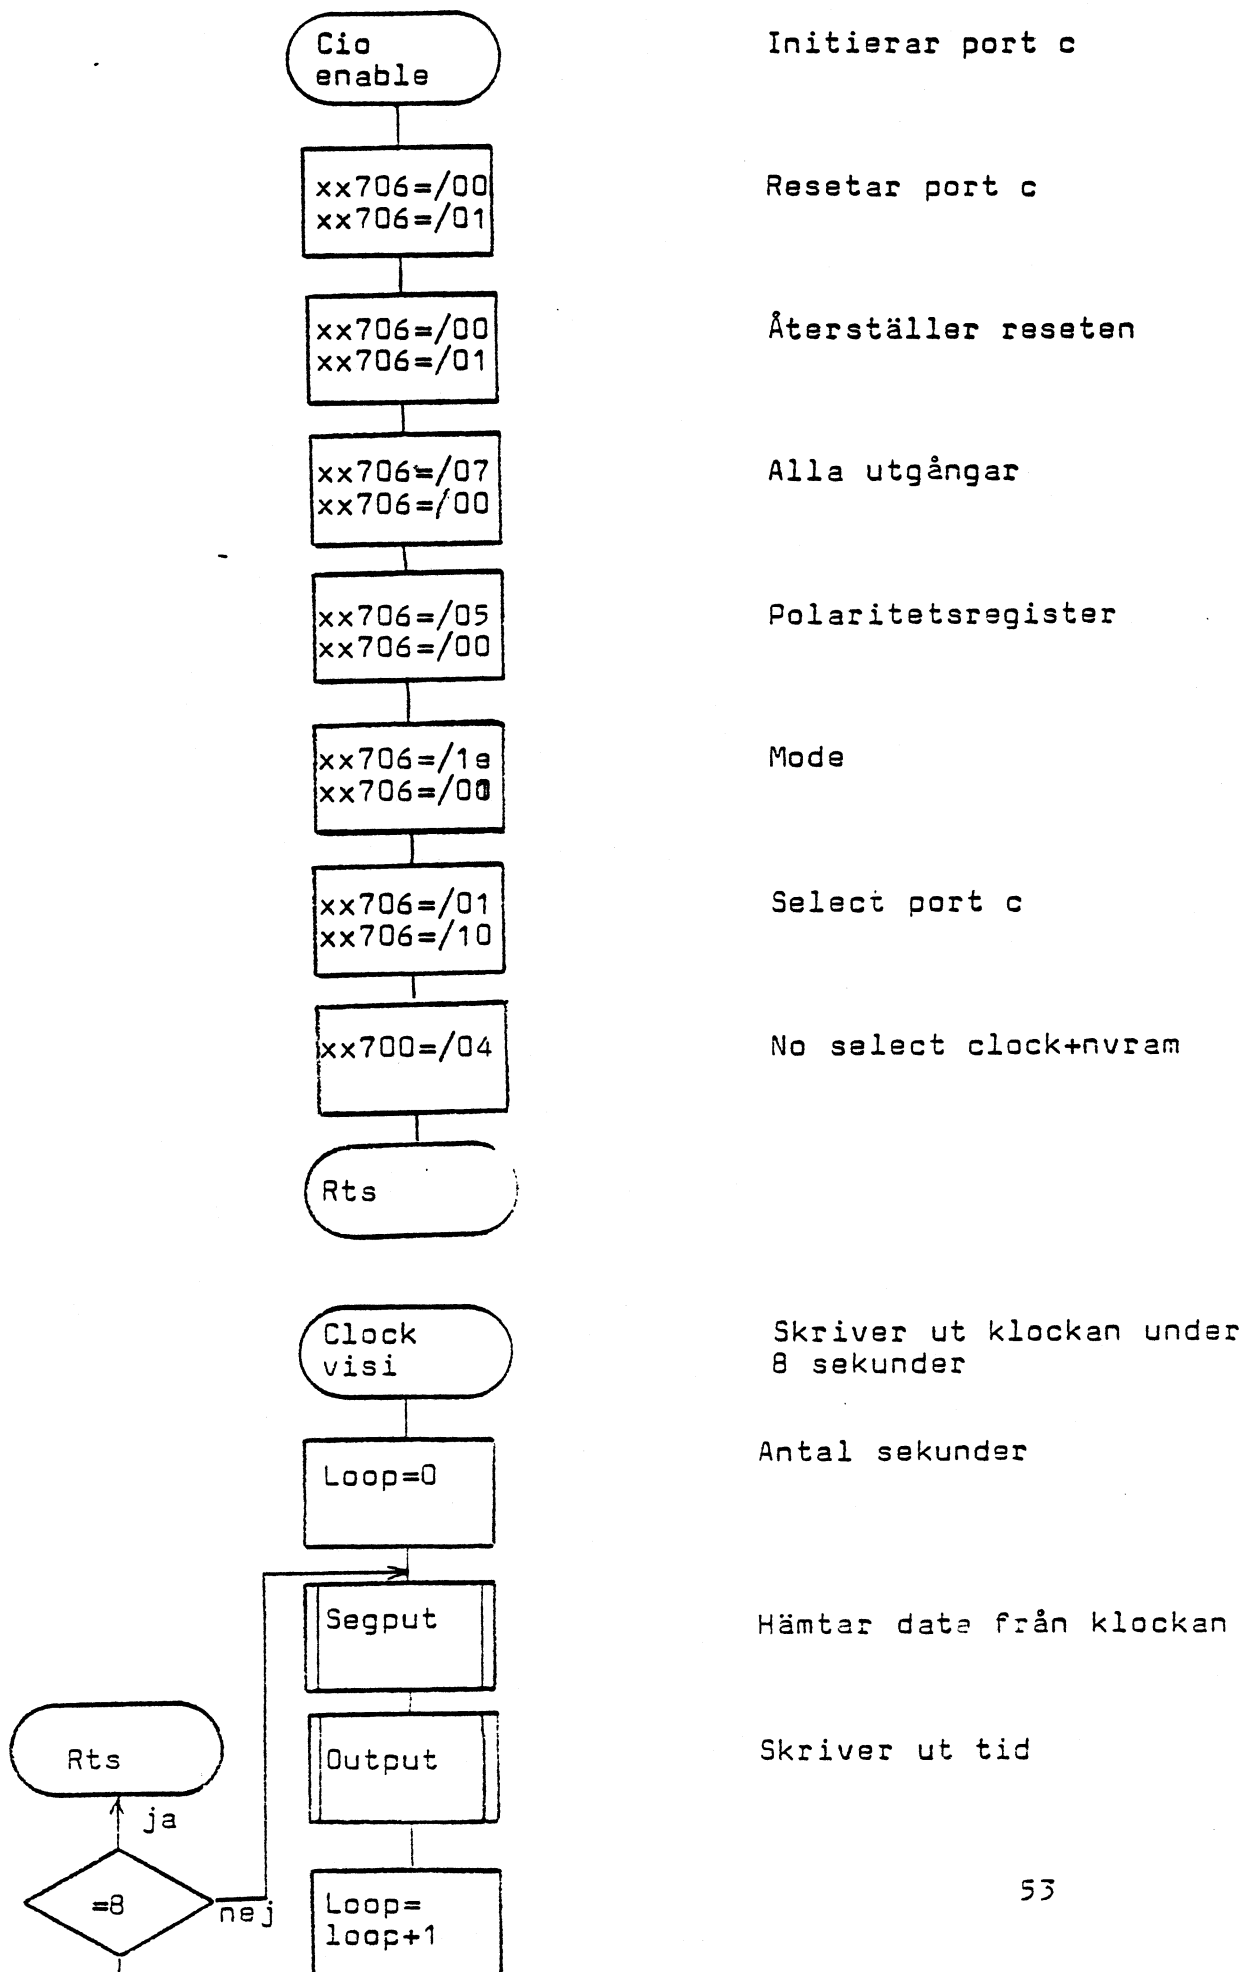 Cio
enable
Initierar port c
xx706=/00
xx706=/01
Resetar port c
xx706=/00
xx706=/01
Återställer reseten
xx706=/07
xx706=/00
Alla utgångar
xx706=/05
xx706=/00
Polaritetsregister
xx706=/1e
Mode
xx706=/01
xx706=/10
Select port c
xx700=/04
No select clock+nvram
Rts
Clock
visi
Skriver ut klockan under
8 sekunder
Loop=0
Antal sekunder
Segput
Hämtar data från klockan
Output
Skriver ut tid
Rts
ja
=8
nej
Loop=
loop+1
53